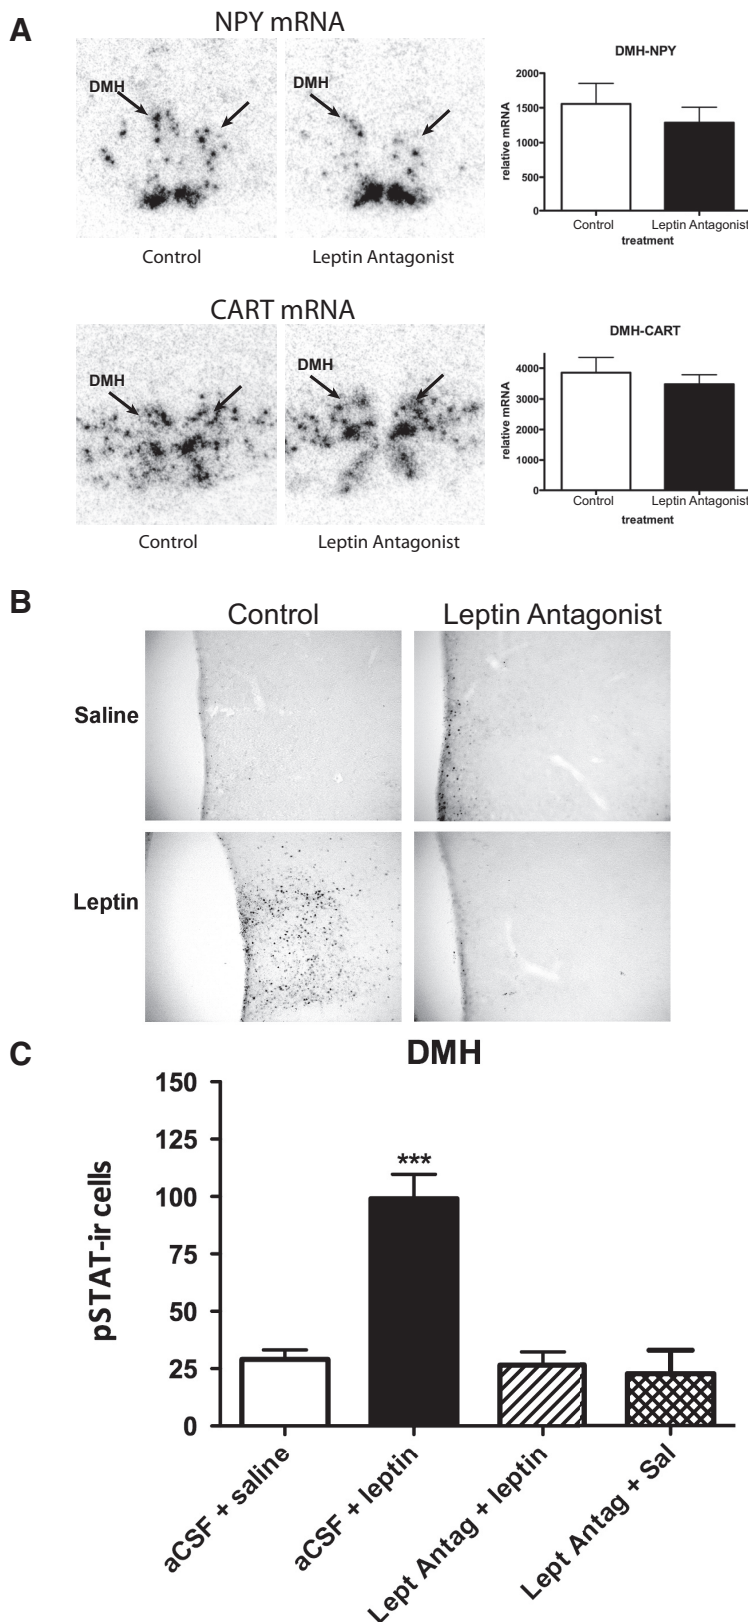 A
NPY mRNA
DMH
DMH
Control
Leptin Antagonist
DMH-NPY
relative mRNA
2000
1500
1000
500
0
Control
Leptin Antagonist
treatment
CART mRNA
DMH
DMH
Control
Leptin Antagonist
DMH-CART
relative mRNA
4000
3000
2000
1000
0
Control
Leptin Antagonist
treatment
B
Control
Leptin Antagonist
Saline
Leptin
C
DMH
pSTAT-ir cells
150
125
100
75
50
25
0
***
aCSF + saline
aCSF + leptin
Lept Antag + leptin
Lept Antag + Sal